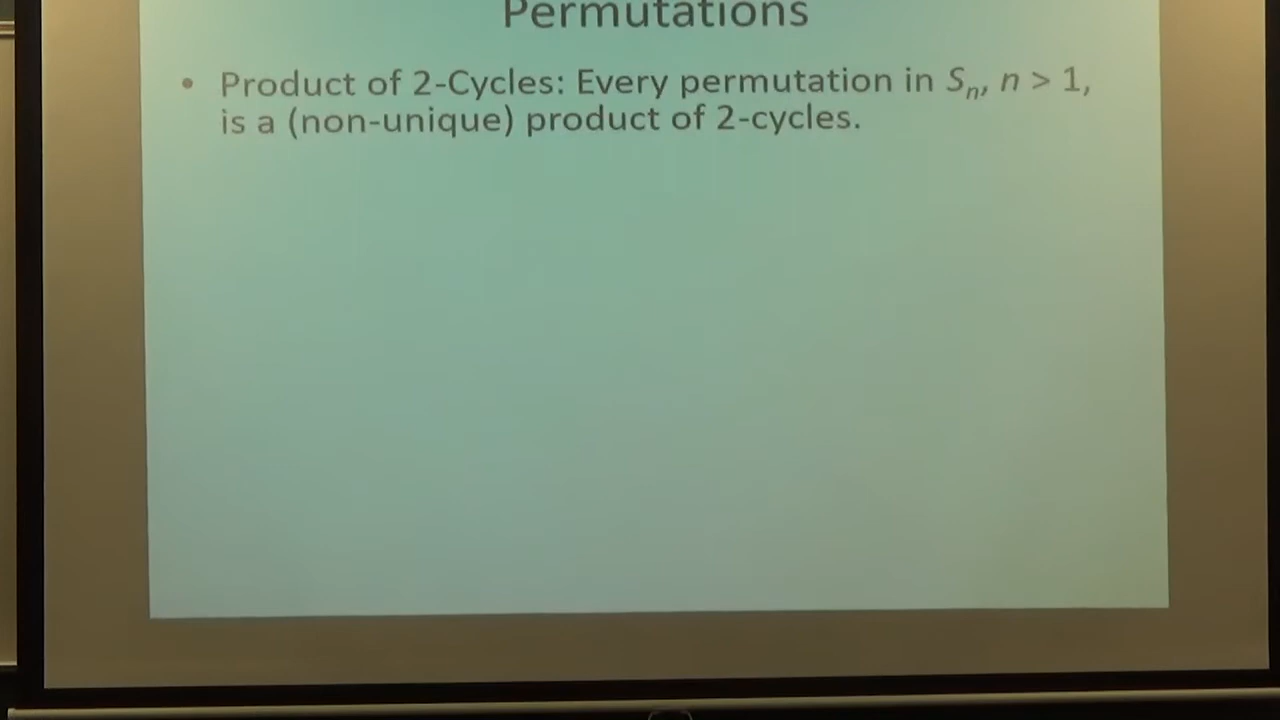 Permutations
• Product of 2-Cycles: Every permutation in Sₙ, n > 1,
is a (non-unique) product of 2-cycles.